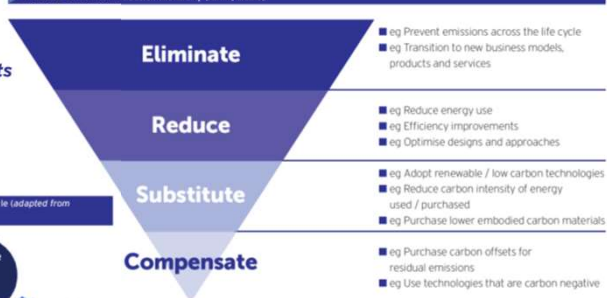 Eliminate
eg Prevent emissions across the life cycle
eg Transition to new business models,
products and services
Reduce
eg Reduce energy use
eg Efficiency improvements
eg Optimise designs and approaches
Substitute
eg Adopt renewable / low carbon technologies
eg Reduce carbon intensity of energy
used / purchased
eg Purchase lower embodied carbon materials
le (adapted from
Compensate
eg Purchase carbon offsets for
residual emissions
eg Use technologies that are carbon negative